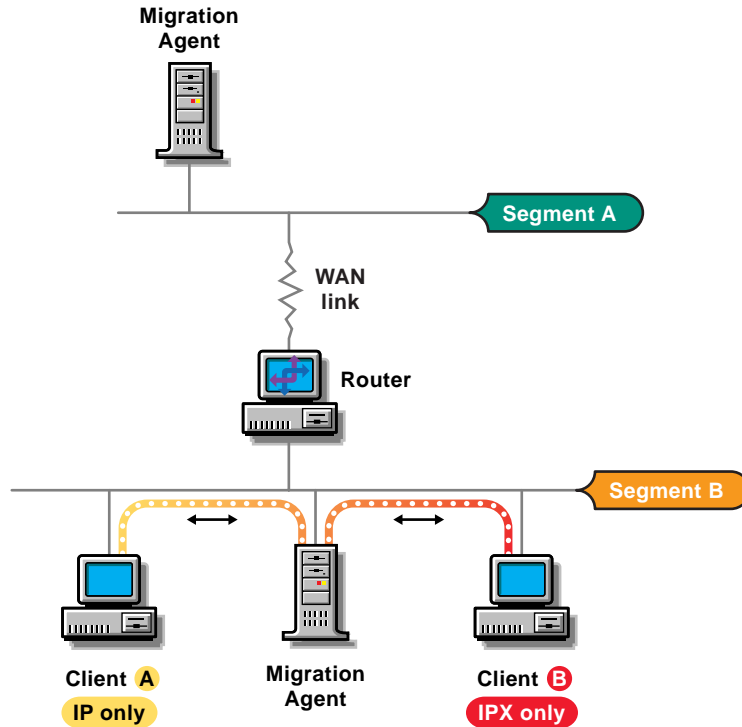 Migration
Agent
Segment A
WAN
link
Router
Segment B
Client A
IP only
Migration
Agent
Client B
IPX only